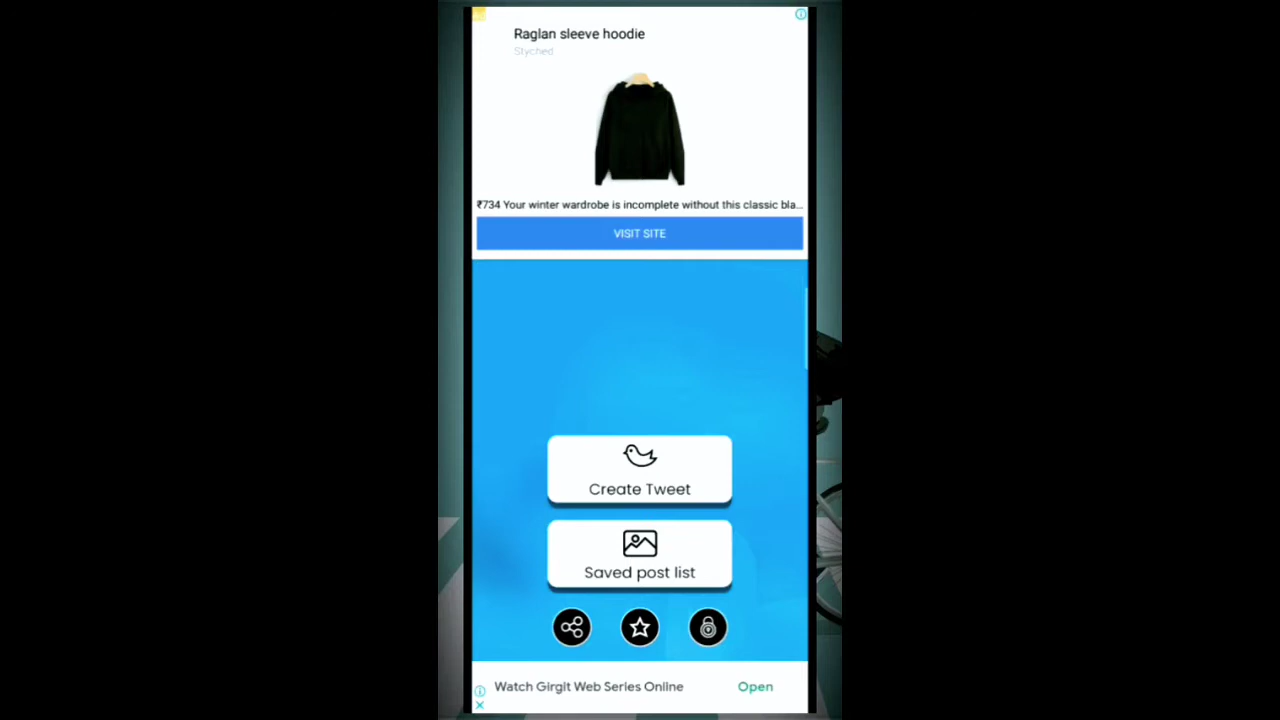 Raglan sleeve hoodie
Styched
₹734 Your winter wardrobe is incomplete without this classic bla...
VISIT SITE
Create Tweet
Saved post list
Watch Girgit Web Series Online
Open